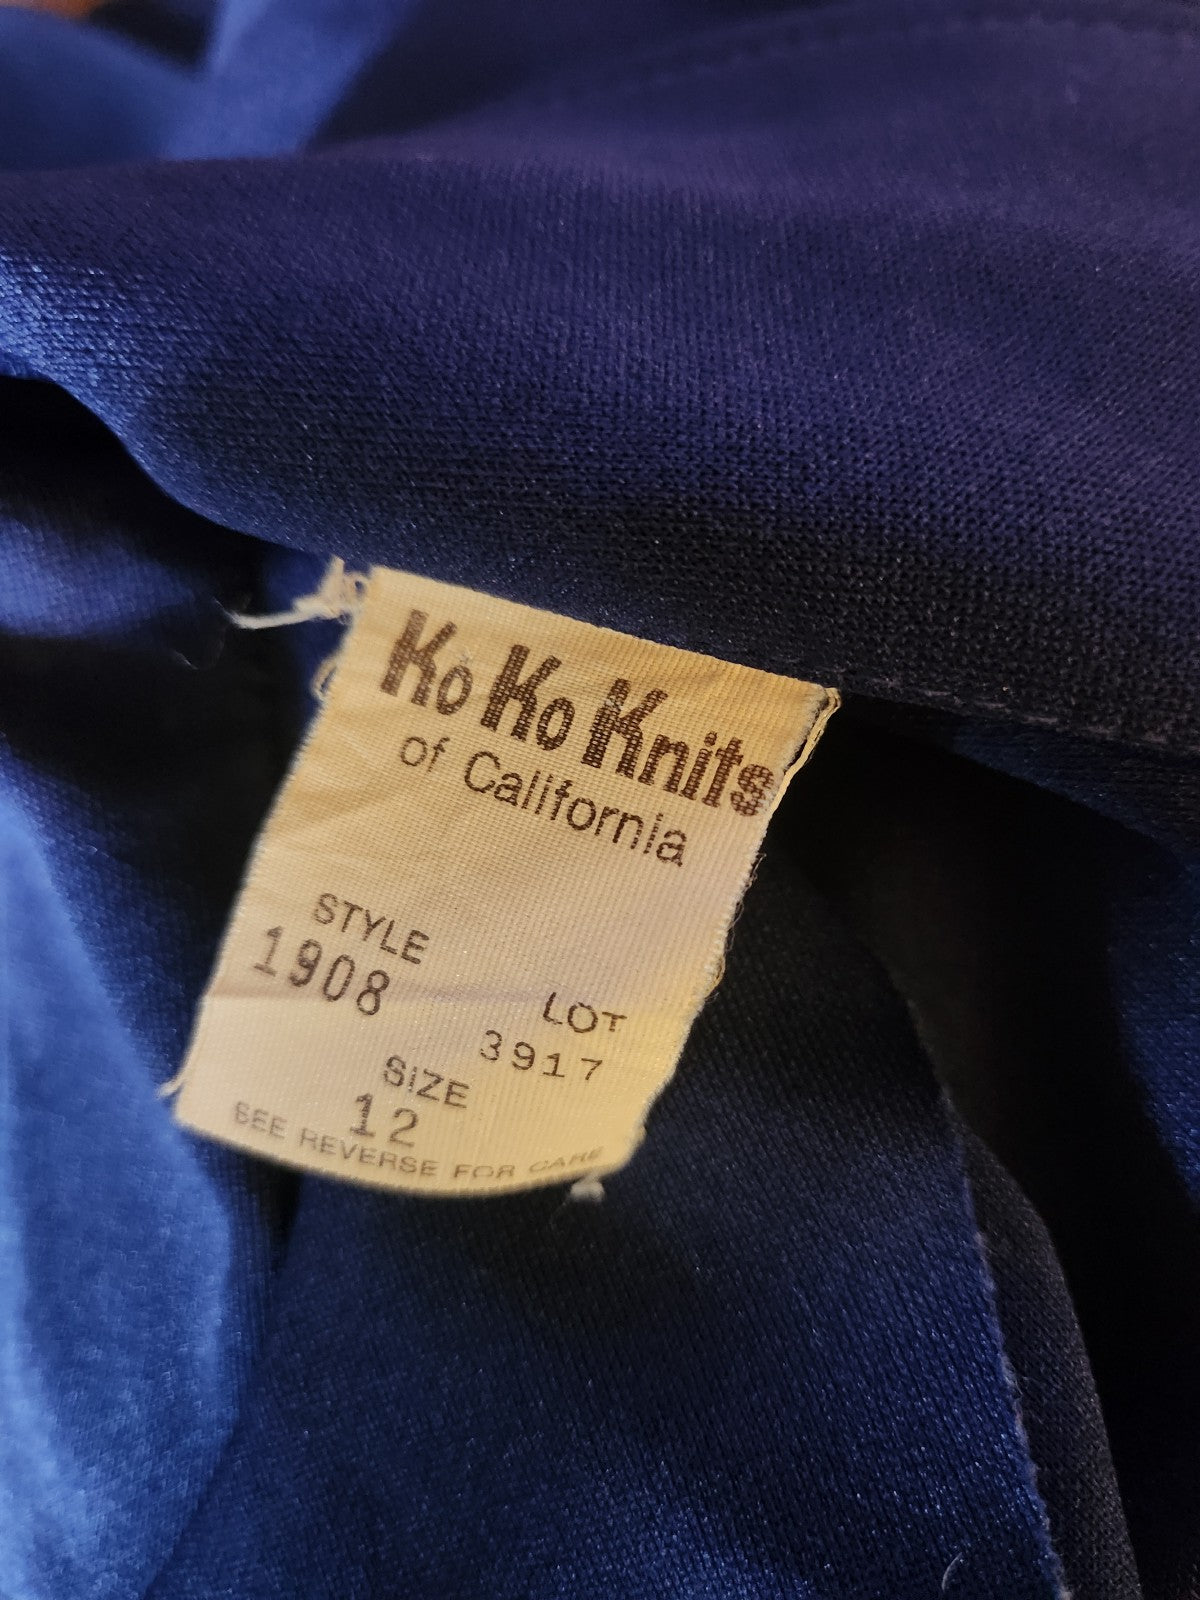 Ko Ko Knits
of California
STYLE
1908
LOT
3917
SIZE
12
SEE REVERSE FOR CARE